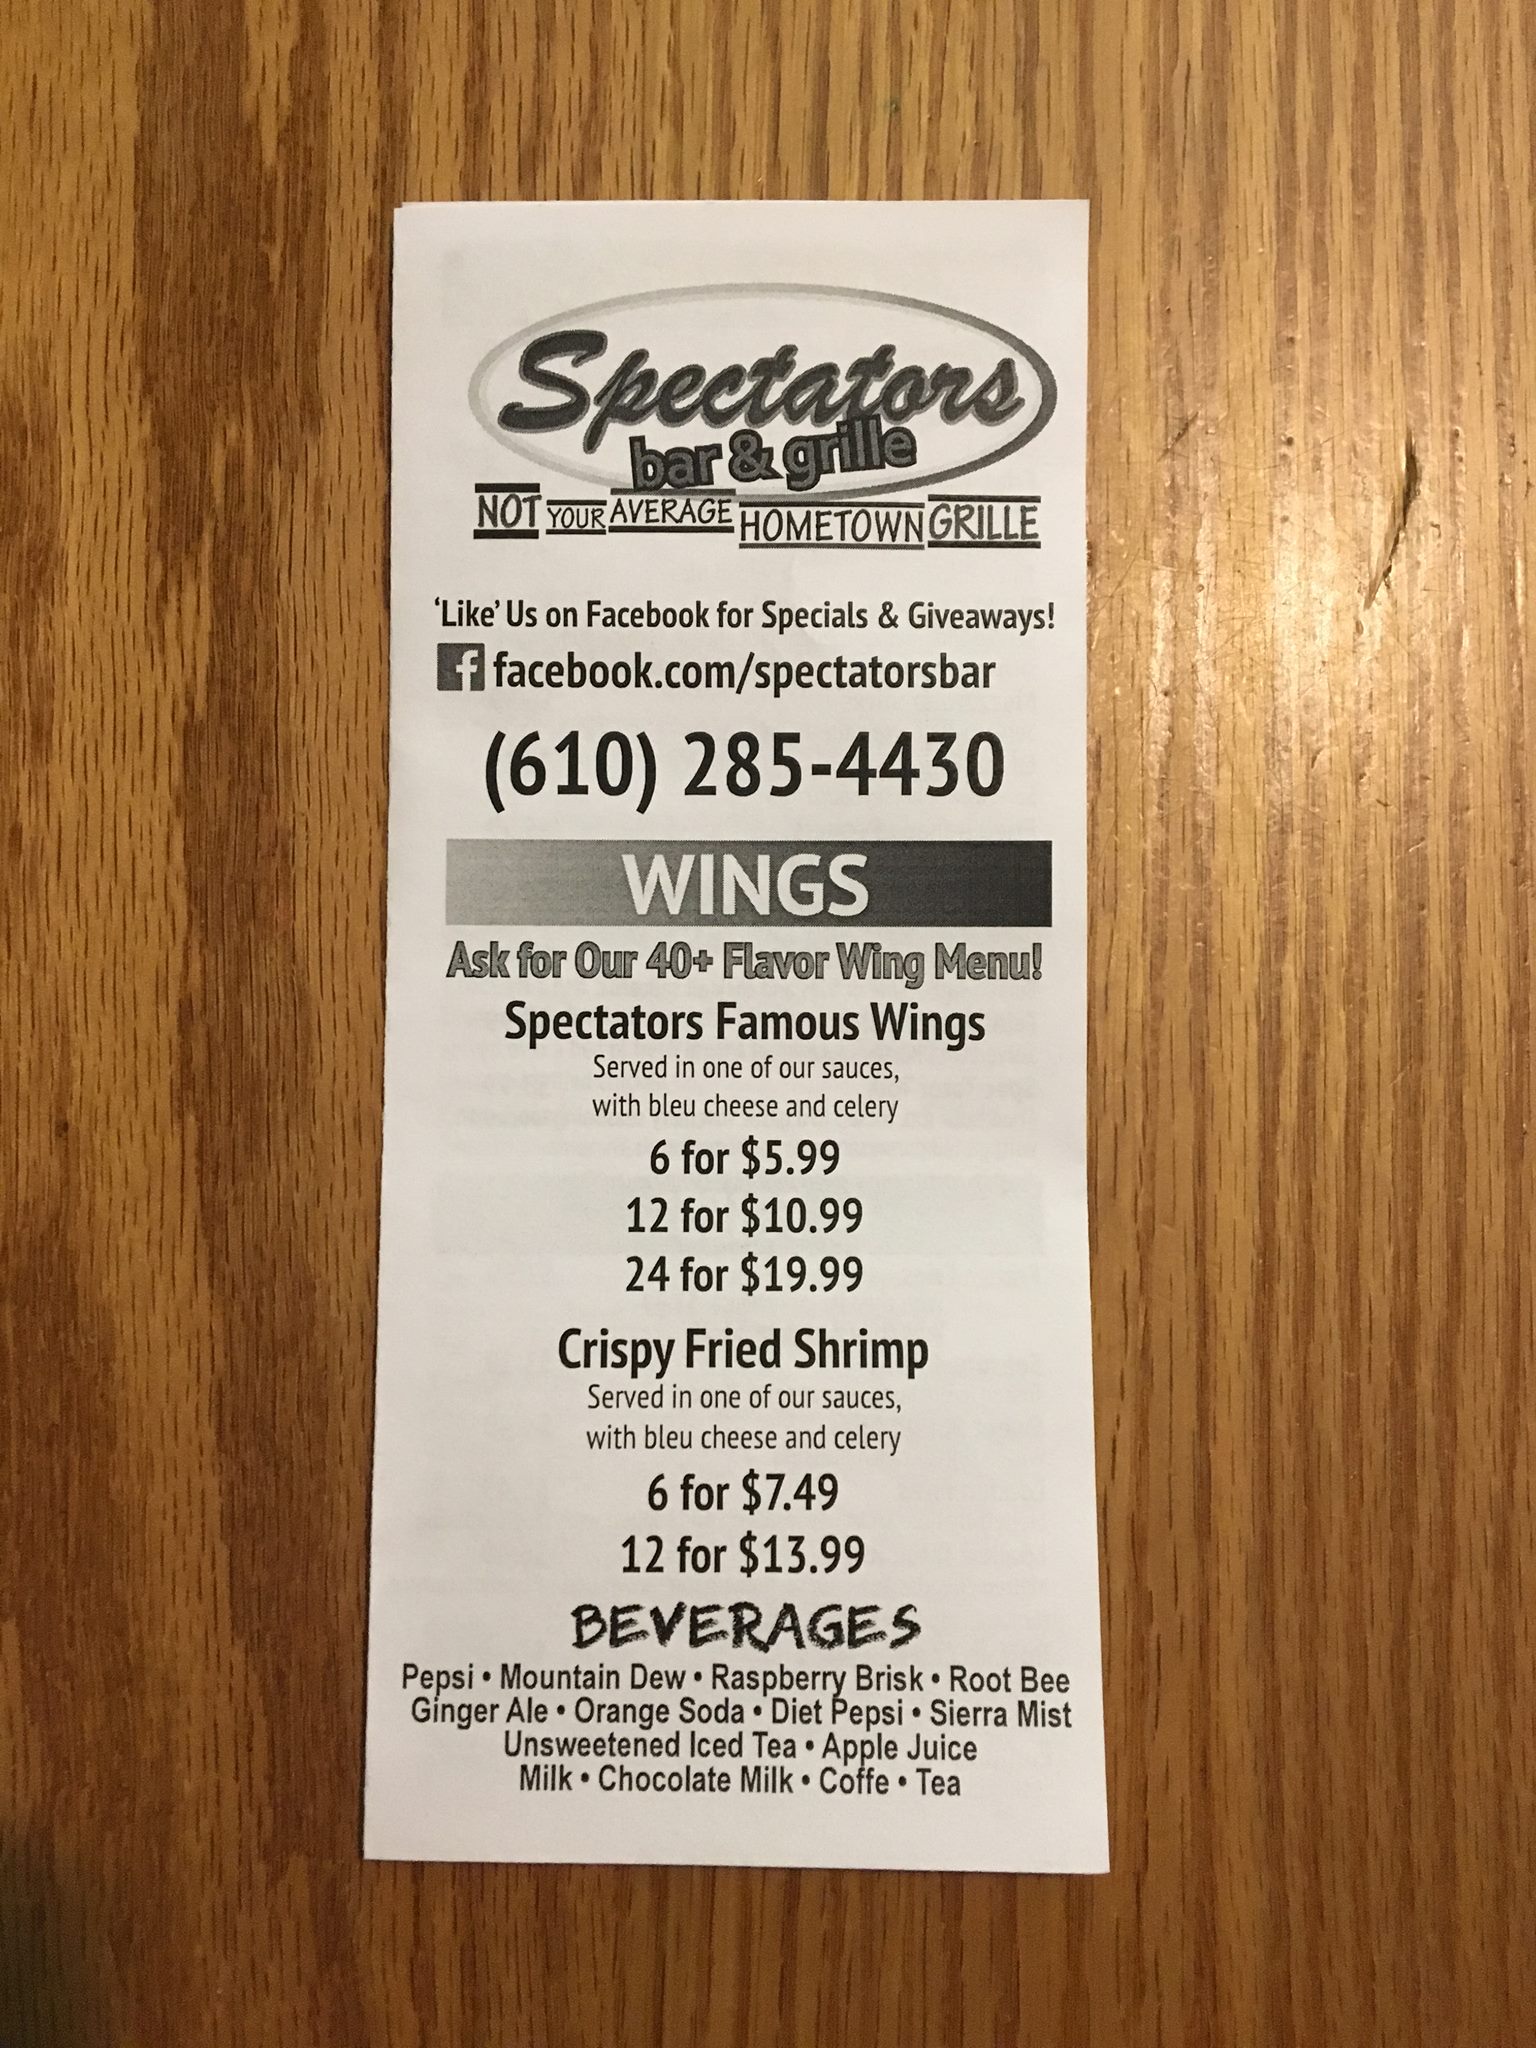 Spectators
bar & grille
NOT YOUR AVERAGE HOMETOWN GRILLE
'Like' Us on Facebook for Specials & Giveaways!
f facebook.com/spectatorsbar
(610) 285-4430
WINGS
Ask for Our 40+ Flavor Wing Menu!
Spectators Famous Wings
Served in one of our sauces,
with bleu cheese and celery
6 for $5.99
12 for $10.99
24 for $19.99
Crispy Fried Shrimp
Served in one of our sauces,
with bleu cheese and celery
6 for $7.49
12 for $13.99
BEVERAGES
Pepsi • Mountain Dew • Raspberry Brisk • Root Bee
Ginger Ale • Orange Soda • Diet Pepsi • Sierra Mist
Unsweetened Iced Tea • Apple Juice
Milk • Chocolate Milk • Coffe • Tea